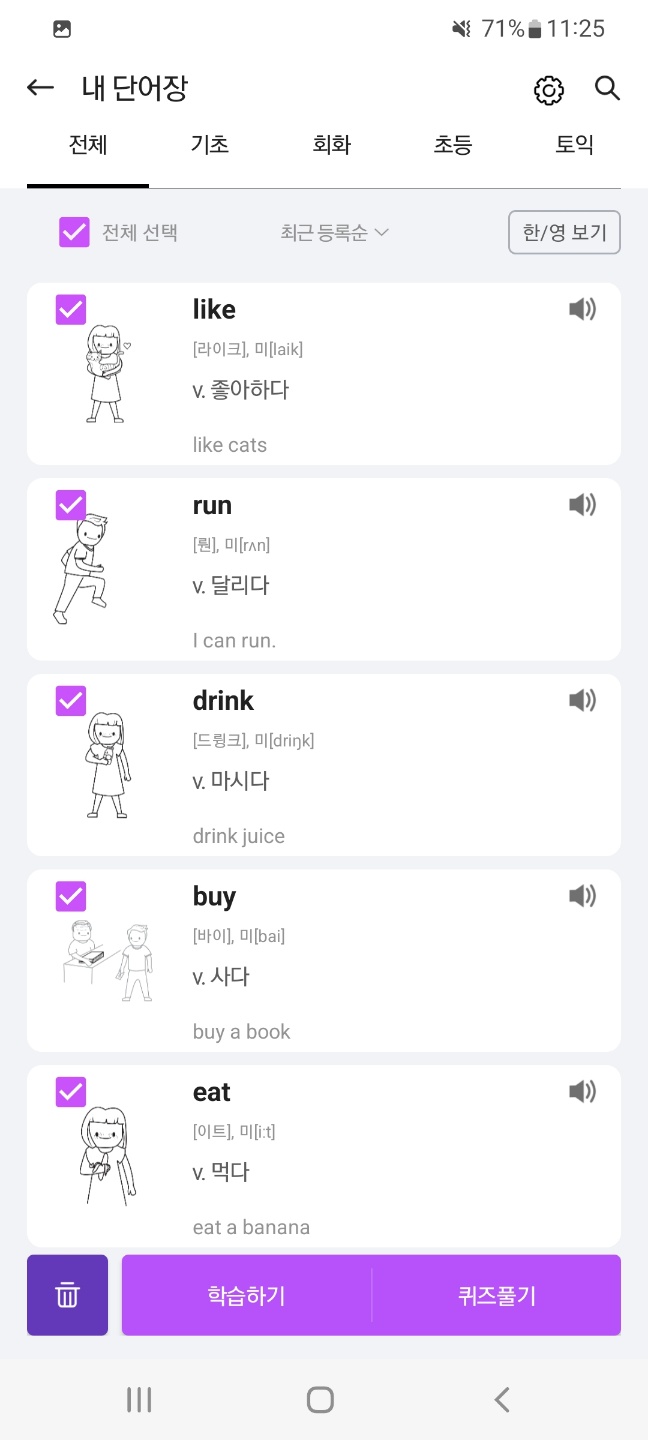 71% 11:25
내 단어장
전체 기초 회화 초등 토익
전체 선택 최근 등록순 한/영 보기
like
[라이크], 미[laik]
v. 좋아하다
like cats
run
[뤈], 미[rʌn]
v. 달리다
I can run.
drink
[드륑크], 미[driŋk]
v. 마시다
drink juice
buy
[바이], 미[bai]
v. 사다
buy a book
eat
[이트], 미[i:t]
v. 먹다
eat a banana
학습하기 퀴즈풀기